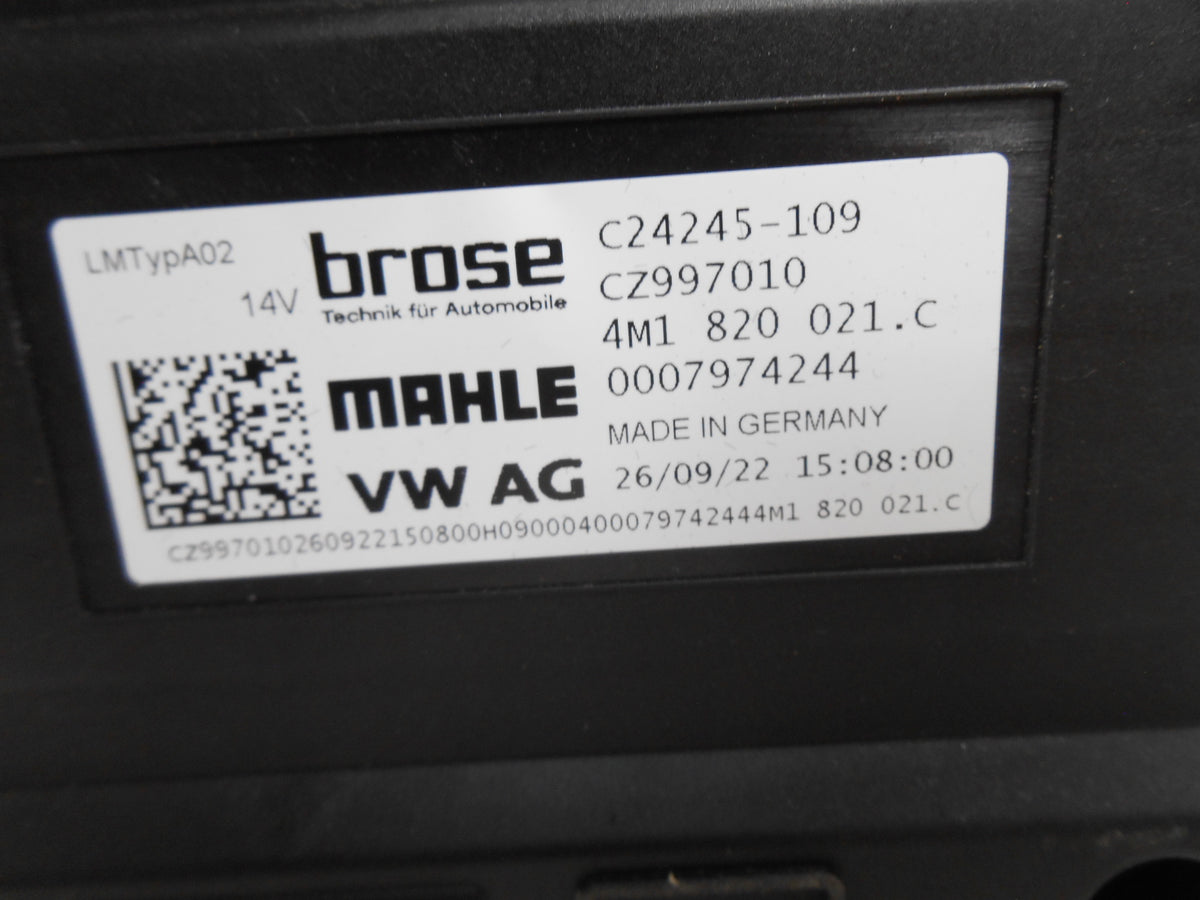 LMTypA02
14V
brose
Technik für Automobile
MAHLE
VW AG
C24245-109
CZ997010
4M1 820 021.C
0007974244
MADE IN GERMANY
26/09/22 15:08:00
CZ997010260922150800H09000400079742444M1 820 021.C